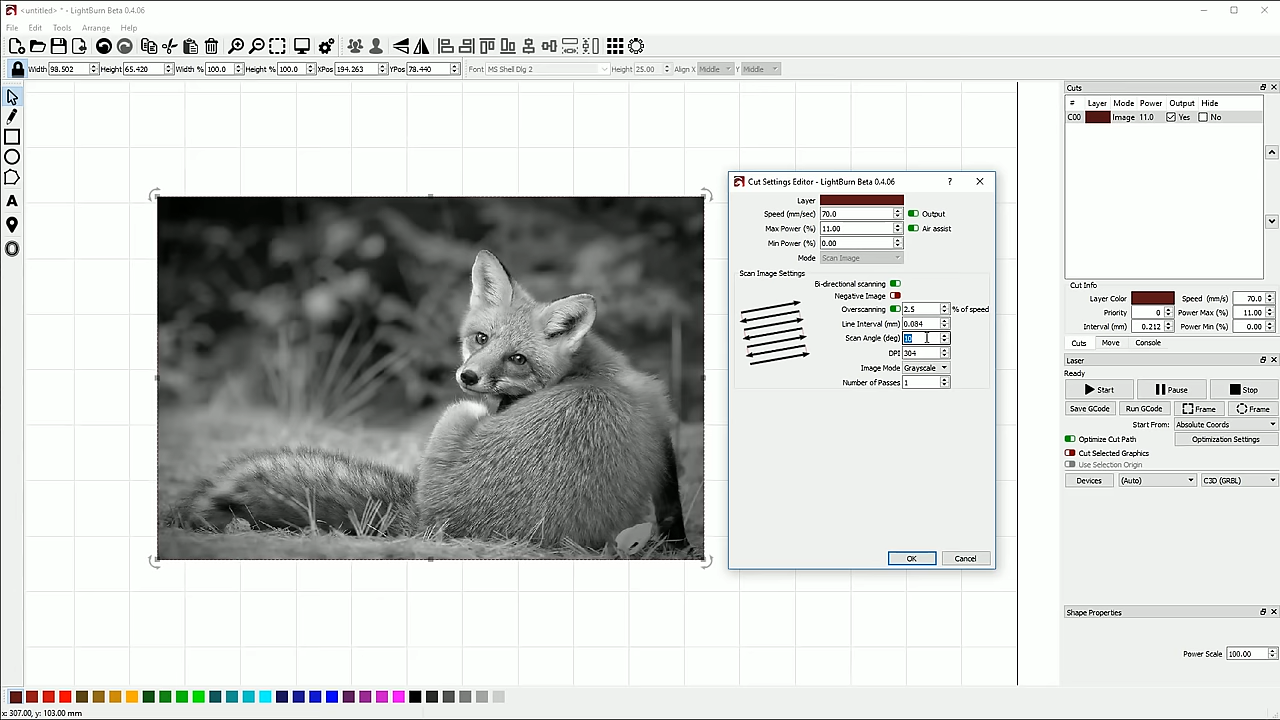 <untitled> * - LightBurn Beta 0.4.06
File Edit Tools Arrange Help
Width 98.502 Height 65.420 Width % 100.0 Height % 100.0 XPos 194.263 YPos 78.440 Font MS Shell Dlg 2 Height 25.00 Align X Middle Y Middle
Cuts
# Layer Mode Power Output Hide
C00 Image 11.0 Yes No
Cut Settings Editor - LightBurn Beta 0.4.06 ?
Layer
Speed (mm/sec) 70.0 Output
Max Power (%) 11.00 Air assist
Min Power (%) 0.00
Mode Scan Image
Scan Image Settings
Bi-directional scanning
Negative Image
Overscanning 2.5 % of speed
Line Interval (mm) 0.084
Scan Angle (deg)
DPI 304
Image Mode Grayscale
Number of Passes 1
OK Cancel
Cut Info
Layer Color Speed (mm/s) 70.0
Priority 0 Power Max (%) 11.00
Interval (mm) 0.212 Power Min (%) 0.00
Cuts Move Console
Laser
Ready
Start Pause Stop
Save GCode Run GCode Frame Frame
Start From: Absolute Coords
Optimize Cut Path Optimization Settings
Cut Selected Graphics
Use Selection Origin
Devices (Auto) C3D (GRBL)
Shape Properties
Power Scale 100.00
x: 307.00, y: 103.00 mm